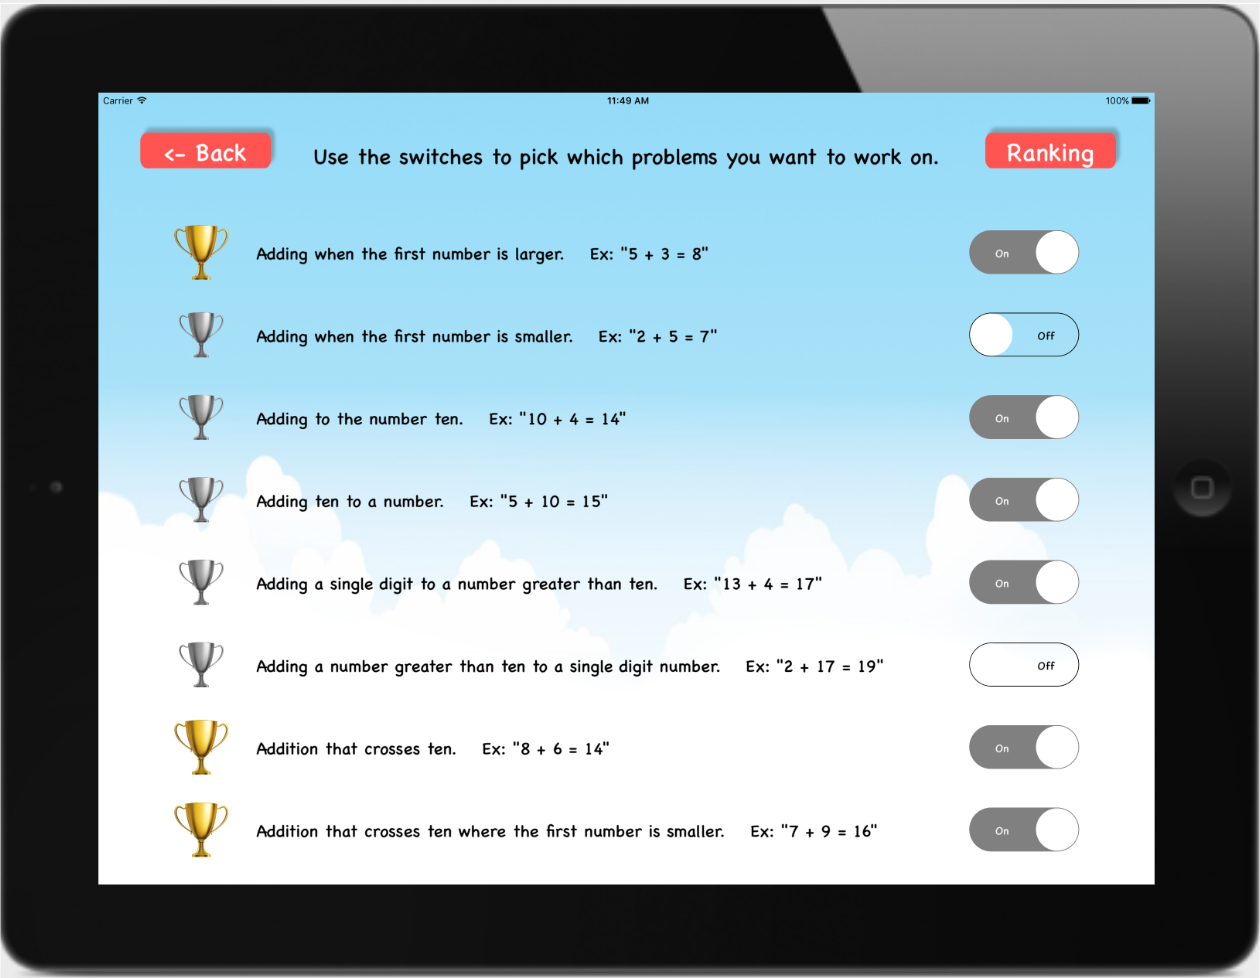 Carrier 11:49 AM 100%
<- Back Use the switches to pick which problems you want to work on. Ranking
Adding when the first number is larger. Ex: "5 + 3 = 8" On
Adding when the first number is smaller. Ex: "2 + 5 = 7" Off
Adding to the number ten. Ex: "10 + 4 = 14" On
Adding ten to a number. Ex: "5 + 10 = 15" On
Adding a single digit to a number greater than ten. Ex: "13 + 4 = 17" On
Adding a number greater than ten to a single digit number. Ex: "2 + 17 = 19" Off
Addition that crosses ten. Ex: "8 + 6 = 14" On
Addition that crosses ten where the first number is smaller. Ex: "7 + 9 = 16" On